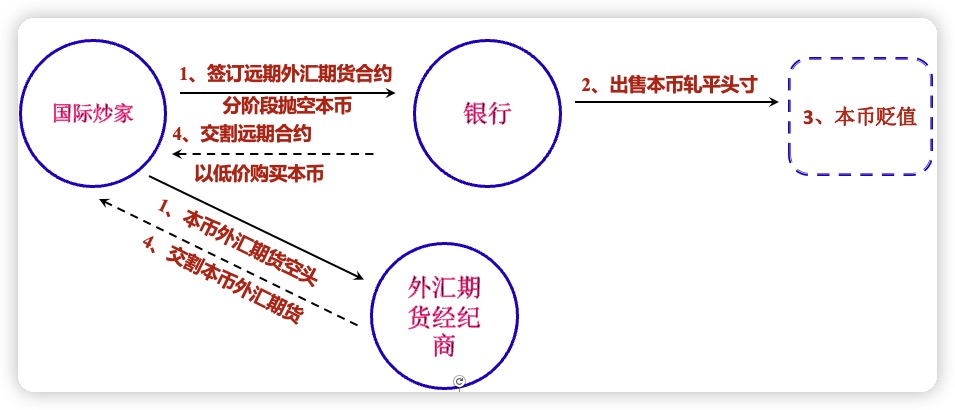 国际炒家
1、签订远期外汇期货合约
分阶段抛空本币
4、交割远期合约
以低价购买本币
银行
2、出售本币轧平头寸
3、本币贬值
1、本币外汇期货空头
4、交割本币外汇期货
外汇期
货经纪
商